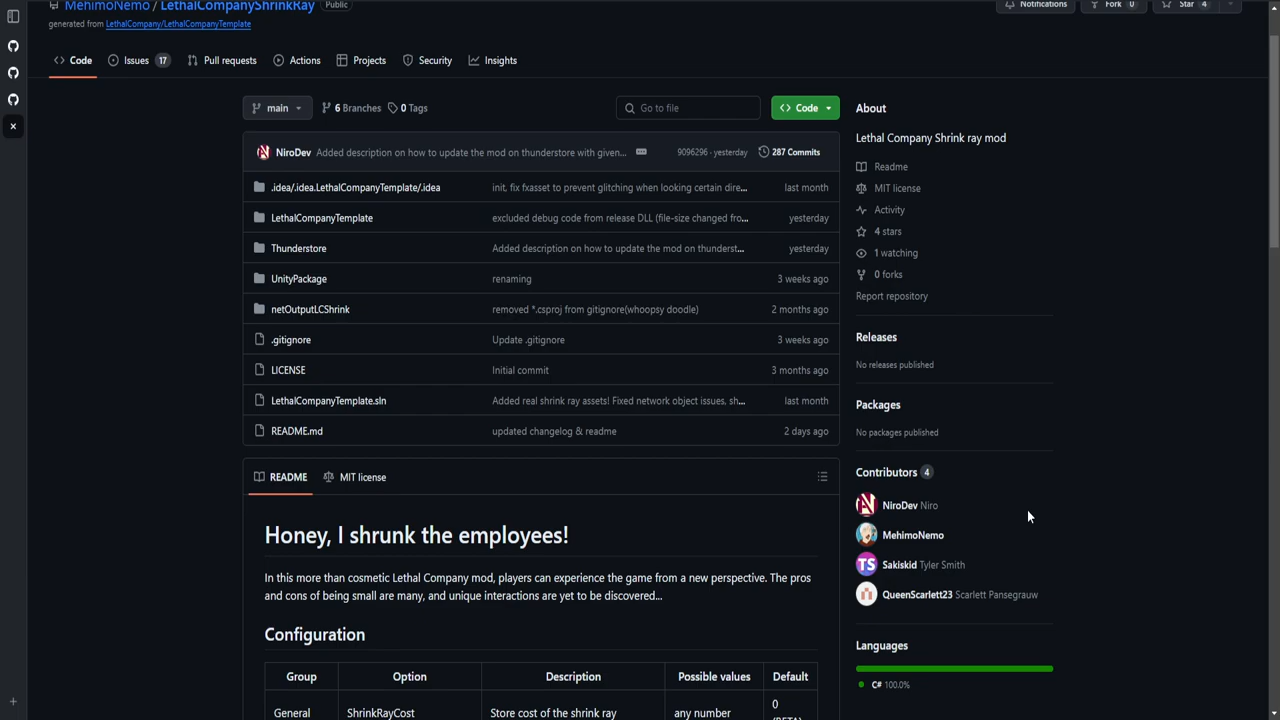 MehimoNemo / LethalCompanyShrinkRay Public
Notifications Fork 0 Star 4
generated from LethalCompany/LethalCompanyTemplate
Code Issues 17 Pull requests Actions Projects Security Insights
main 6 Branches 0 Tags Go to file Code
NiroDev Added description on how to update the mod on thunderstore with given... 9096296 · yesterday 287 Commits
.idea/.idea.LethalCompanyTemplate/.idea init, fix fxasset to prevent glitching when looking certain dire... last month
LethalCompanyTemplate excluded debug code from release DLL (file-size changed fro... yesterday
Thunderstore Added description on how to update the mod on thunderst... yesterday
UnityPackage renaming 3 weeks ago
netOutputLCShrink removed *.csproj from gitignore(whoopsy doodle) 2 months ago
.gitignore Update .gitignore 3 weeks ago
LICENSE Initial commit 3 months ago
LethalCompanyTemplate.sln Added real shrink ray assets! Fixed network object issues, sh... last month
README.md updated changelog & readme 2 days ago
README MIT license
Honey, I shrunk the employees!
In this more than cosmetic Lethal Company mod, players can experience the game from a new perspective. The pros
and cons of being small are many, and unique interactions are yet to be discovered...
Configuration
Group Option Description Possible values Default
General ShrinkRayCost Store cost of the shrink ray any number 0
(BETA)
About
Lethal Company Shrink ray mod
Readme
MIT license
Activity
4 stars
1 watching
0 forks
Report repository
Releases
No releases published
Packages
No packages published
Contributors 4
NiroDev Niro
MehimoNemo
TS Sakiskid Tyler Smith
QueenScarlett23 Scarlett Pansegrauw
Languages
C# 100.0%